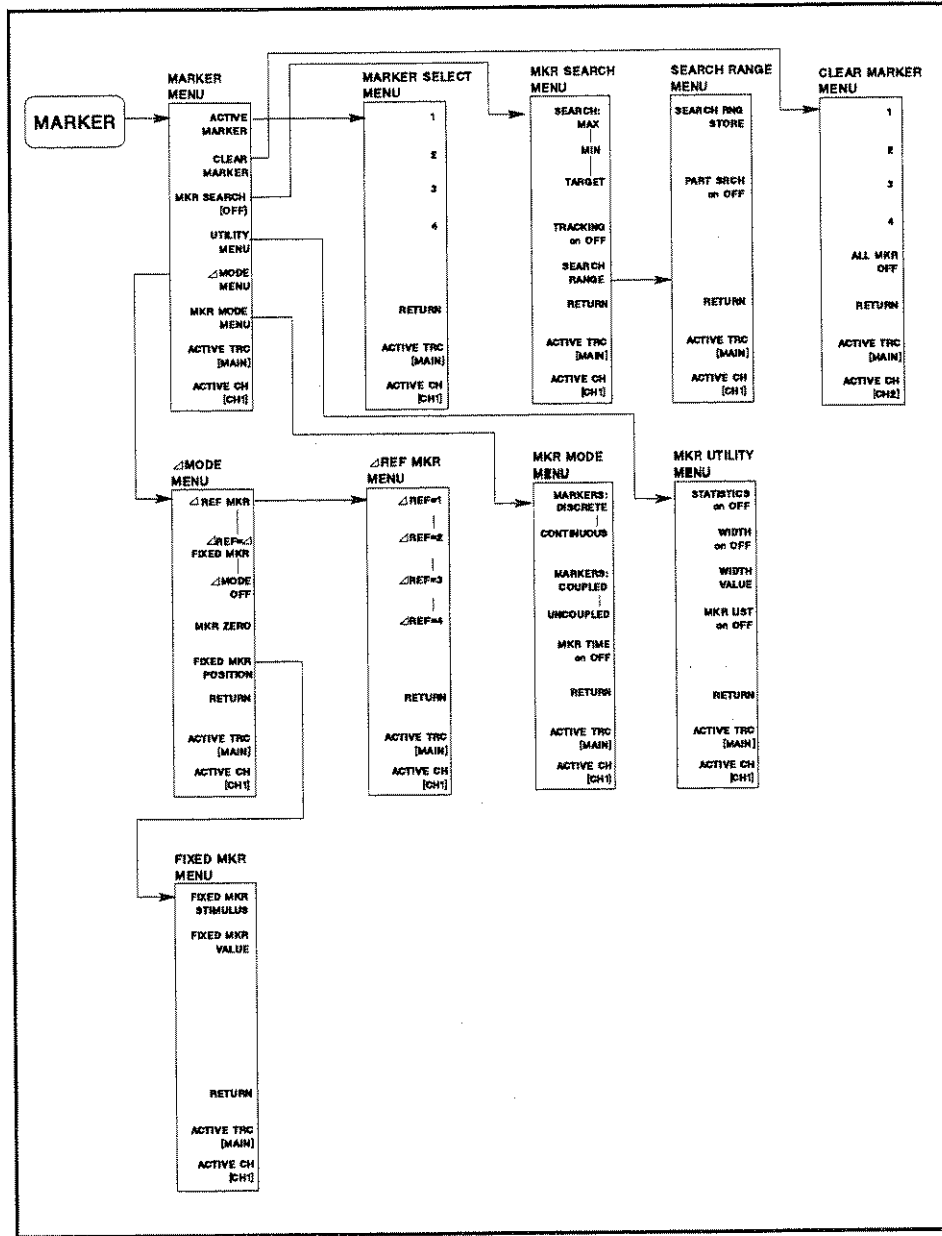 MARKER
MARKER
MENU
ACTIVE
MARKER
CLEAR
MARKER
MKR SEARCH
[OFF]
UTILITY
MENU
⊿MODE
MENU
MKR MODE
MENU
ACTIVE TRC
[MAIN]
ACTIVE CH
[CH1]
MARKER SELECT
MENU
1
2
3
4
RETURN
ACTIVE TRC
[MAIN]
ACTIVE CH
[CH1]
MKR SEARCH
MENU
SEARCH:
MAX
MIN
TARGET
TRACKING
on OFF
SEARCH
RANGE
RETURN
ACTIVE TRC
[MAIN]
ACTIVE CH
[CH1]
SEARCH RANGE
MENU
SEARCH RNG
STORE
PART SRCH
on OFF
RETURN
ACTIVE TRC
[MAIN]
ACTIVE CH
[CH1]
CLEAR MARKER
MENU
1
2
3
4
ALL MKR
OFF
RETURN
ACTIVE TRC
[MAIN]
ACTIVE CH
[CH2]
⊿MODE
MENU
⊿REF MKR
⊿REF=⊿
FIXED MKR
⊿MODE
OFF
MKR ZERO
FIXED MKR
POSITION
RETURN
ACTIVE TRC
[MAIN]
ACTIVE CH
[CH1]
⊿REF MKR
MENU
⊿REF=1
⊿REF=2
⊿REF=3
⊿REF=4
RETURN
ACTIVE TRC
[MAIN]
ACTIVE CH
[CH1]
MKR MODE
MENU
MARKERS:
DISCRETE
CONTINUOUS
MARKERS:
COUPLED
UNCOUPLED
MKR TIME
on OFF
RETURN
ACTIVE TRC
[MAIN]
ACTIVE CH
[CH1]
MKR UTILITY
MENU
STATISTICS
on OFF
WIDTH
on OFF
WIDTH
VALUE
MKR LIST
on OFF
RETURN
ACTIVE TRC
[MAIN]
ACTIVE CH
[CH1]
FIXED MKR
MENU
FIXED MKR
STIMULUS
FIXED MKR
VALUE
RETURN
ACTIVE TRC
[MAIN]
ACTIVE CH
[CH1]